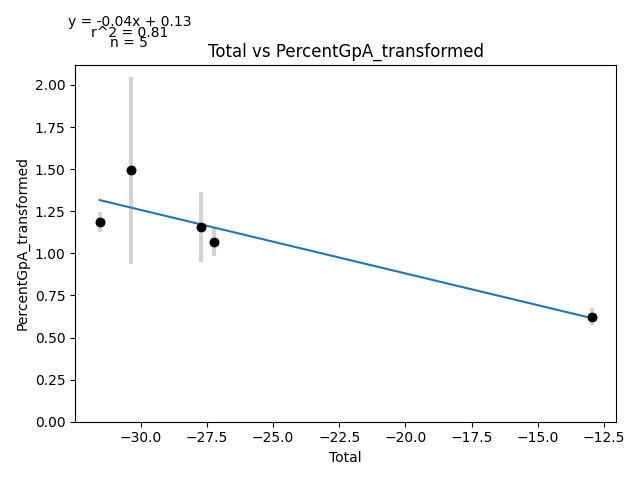 y = -0.04x + 0.13
r^2 = 0.81
n = 5
Total vs PercentGpA_transformed
2.00
1.75
1.50
1.25
1.00
0.75
0.50
0.25
0.00
PercentGpA_transformed
−30.0 −27.5 −25.0 −22.5 −20.0 −17.5 −15.0 −12.5
Total